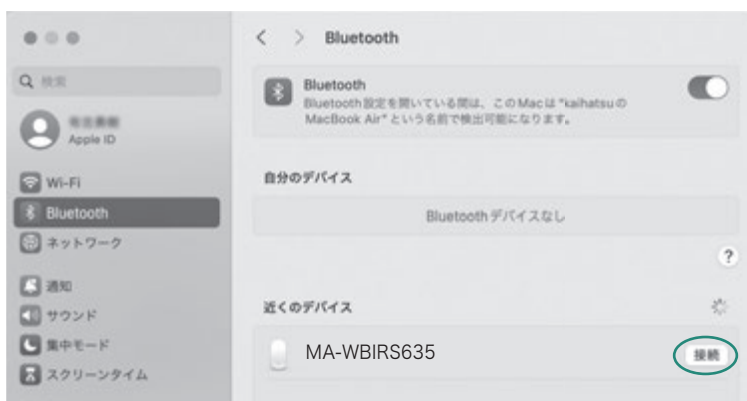 Bluetooth
検索
Apple ID
Wi-Fi
Bluetooth
ネットワーク
通知
サウンド
集中モード
スクリーンタイム
Bluetooth
Bluetooth設定を開いている間は、このMacは"kaihatsuの
MacBook Air"という名前で検出可能になります。
自分のデバイス
Bluetoothデバイスなし
?
近くのデバイス
MA-WBIRS635
接続